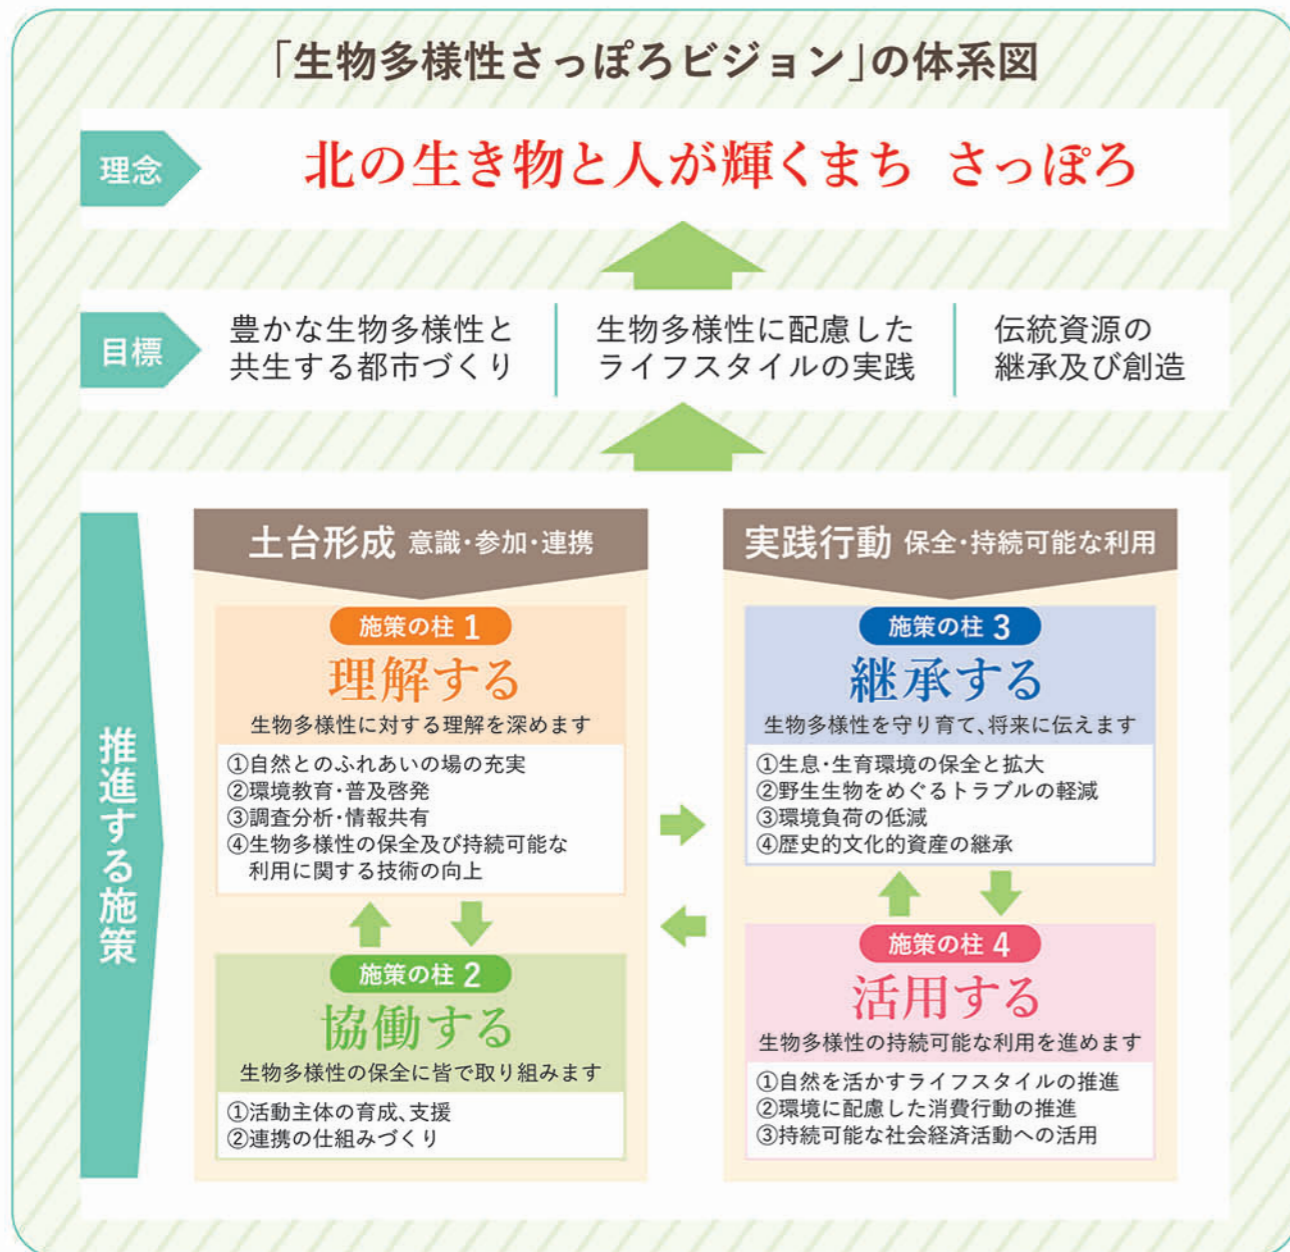 「生物多様性さっぽろビジョン」の体系図
理念
北の生き物と人が輝くまち さっぽろ
目標
豊かな生物多様性と
共生する都市づくり
生物多様性に配慮した
ライフスタイルの実践
伝統資源の
継承及び創造
推進する施策
土台形成 意識・参加・連携
施策の柱 1
理解する
生物多様性に対する理解を深めます
①自然とのふれあいの場の充実
②環境教育・普及啓発
③調査分析・情報共有
④生物多様性の保全及び持続可能な
利用に関する技術の向上
施策の柱 2
協働する
生物多様性の保全に皆で取り組みます
①活動主体の育成、支援
②連携の仕組みづくり
実践行動 保全・持続可能な利用
施策の柱 3
継承する
生物多様性を守り育て、将来に伝えます
①生息・生育環境の保全と拡大
②野生生物をめぐるトラブルの軽減
③環境負荷の低減
④歴史的文化的資産の継承
施策の柱 4
活用する
生物多様性の持続可能な利用を進めます
①自然を活かすライフスタイルの推進
②環境に配慮した消費行動の推進
③持続可能な社会経済活動への活用